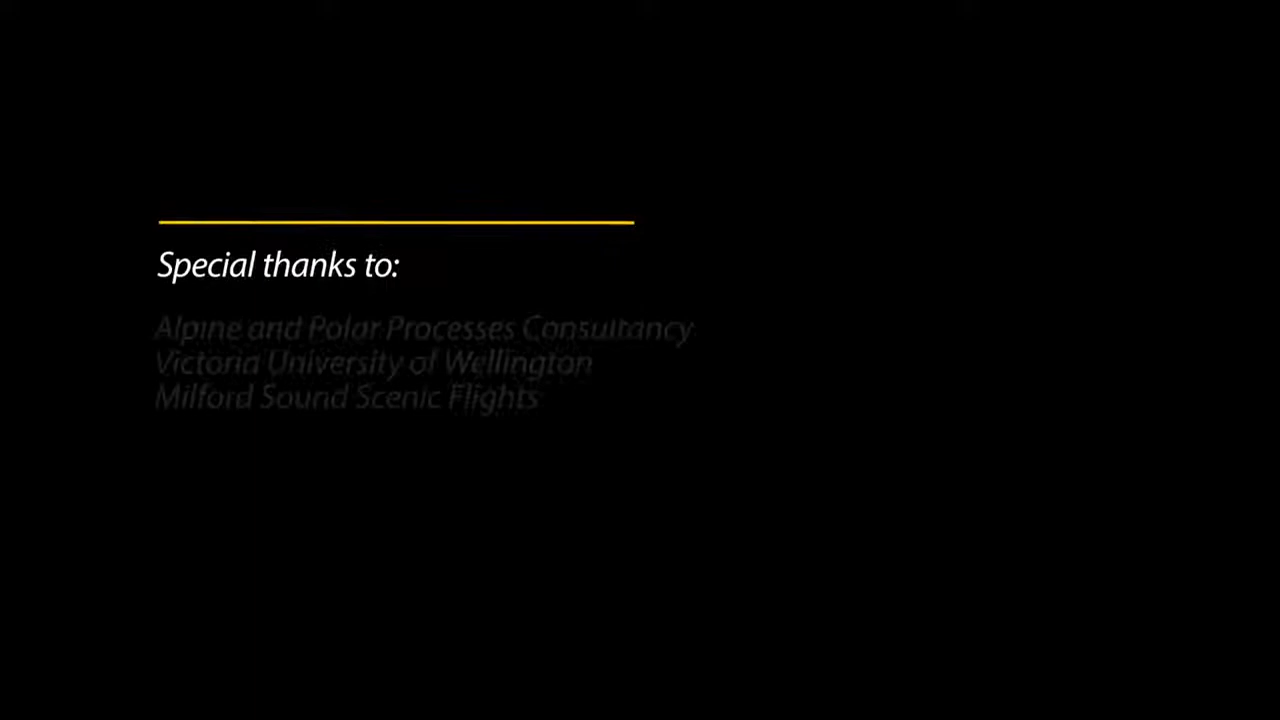 Special thanks to:
Alpine and Polar Processes Consultancy
Victoria University of Wellington
Milford Sound Scenic Flights